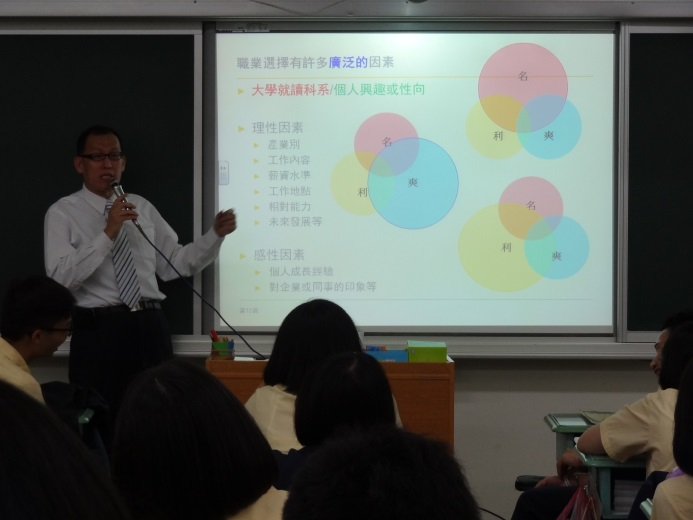 職業選擇有許多廣泛的因素
大學就讀科系/個人興趣或性向
理性因素
產業別
工作內容
薪資水準
工作地點
相對能力
未來發展等
感性因素
個人成長經驗
對企業或同事的印象等
名
利
爽
名
利
爽
名
利
爽